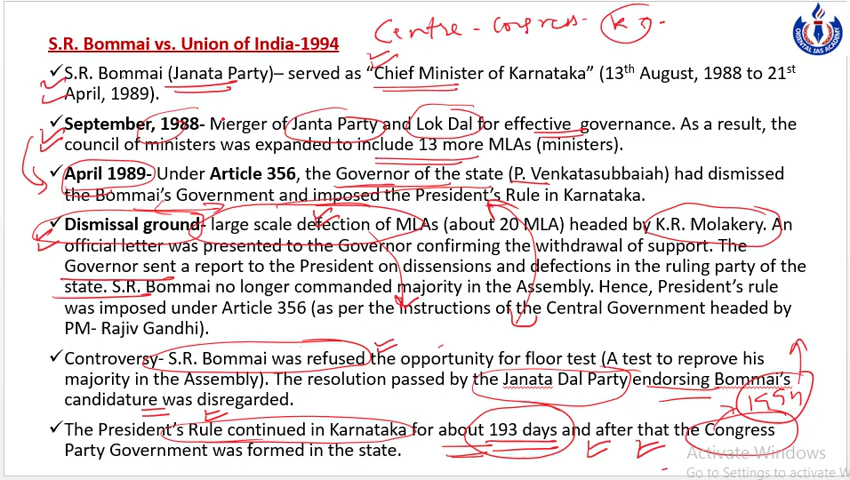 Centre - Congress - KG.
ORIENTAL IAS ACADEMY
S.R. Bommai vs. Union of India-1994
✓S.R. Bommai (Janata Party)– served as “Chief Minister of Karnataka” (13th August, 1988 to 21st
April, 1989).
✓September, 1988- Merger of Janta Party and Lok Dal for effective governance. As a result, the
council of ministers was expanded to include 13 more MLAs (ministers).
✓April 1989- Under Article 356, the Governor of the state (P. Venkatasubbaiah) had dismissed
the Bommai’s Government and imposed the President’s Rule in Karnataka.
✓Dismissal ground- large scale defection of MLAs (about 20 MLA) headed by K.R. Molakery. An
official letter was presented to the Governor confirming the withdrawal of support. The
Governor sent a report to the President on dissensions and defections in the ruling party of the
state. S.R. Bommai no longer commanded majority in the Assembly. Hence, President’s rule
was imposed under Article 356 (as per the instructions of the Central Government headed by
PM- Rajiv Gandhi).
✓Controversy- S.R. Bommai was refused the opportunity for floor test (A test to reprove his
majority in the Assembly). The resolution passed by the Janata Dal Party endorsing Bommai’s
candidature was disregarded.
1994
✓The President’s Rule continued in Karnataka for about 193 days and after that the Congress
Party Government was formed in the state.
Activate Windows
Go to Settings to activate W